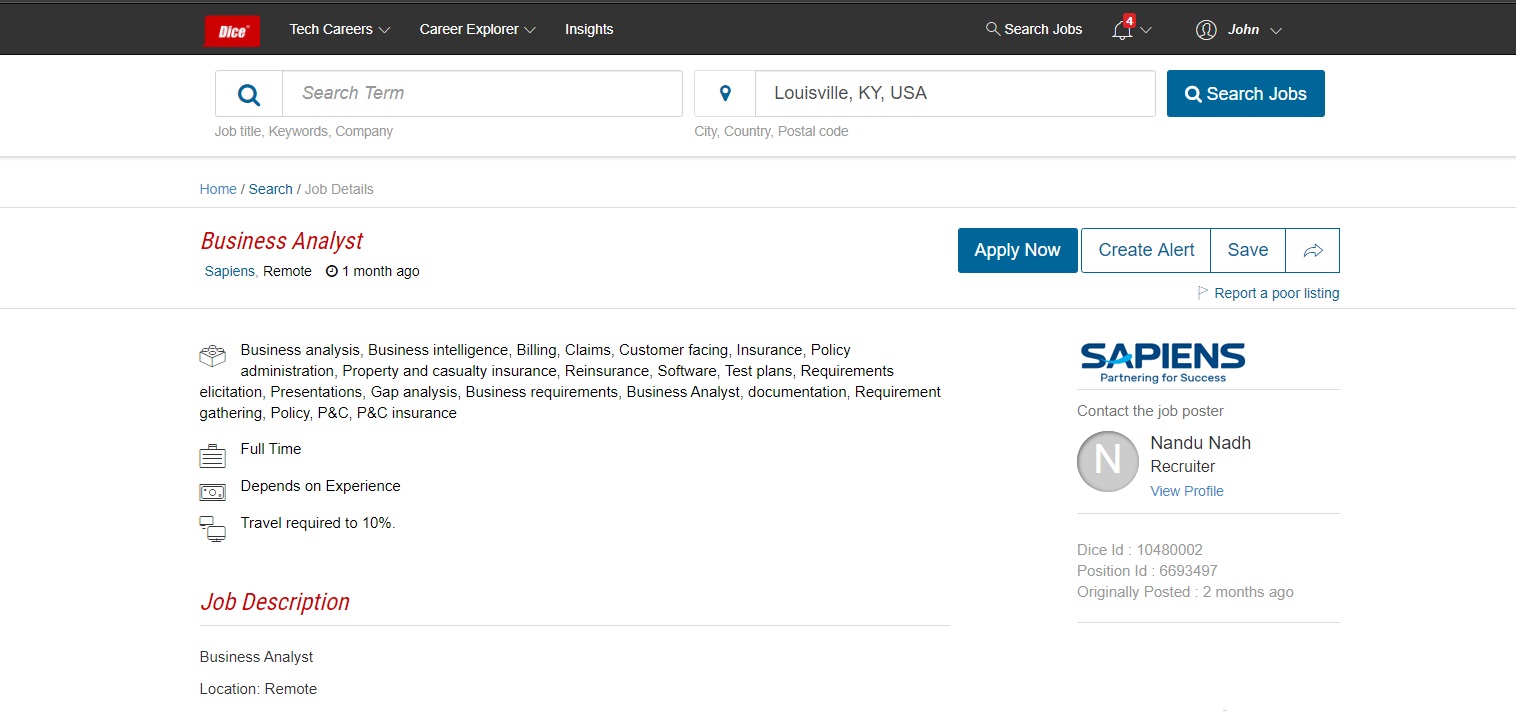 Dice
Tech Careers
Career Explorer
Insights
Search Jobs
4
John
Search Term
Louisville, KY, USA
Search Jobs
Job title, Keywords, Company
City, Country, Postal code
Home / Search / Job Details
Business Analyst
Sapiens, Remote 1 month ago
Apply Now
Create Alert
Save
Report a poor listing
Business analysis, Business intelligence, Billing, Claims, Customer facing, Insurance, Policy
administration, Property and casualty insurance, Reinsurance, Software, Test plans, Requirements
elicitation, Presentations, Gap analysis, Business requirements, Business Analyst, documentation, Requirement
gathering, Policy, P&C, P&C insurance
Full Time
Depends on Experience
Travel required to 10%.
SAPIENS
Partnering for Success
Contact the job poster
N
Nandu Nadh
Recruiter
View Profile
Dice Id : 10480002
Position Id : 6693497
Originally Posted : 2 months ago
Job Description
Business Analyst
Location: Remote